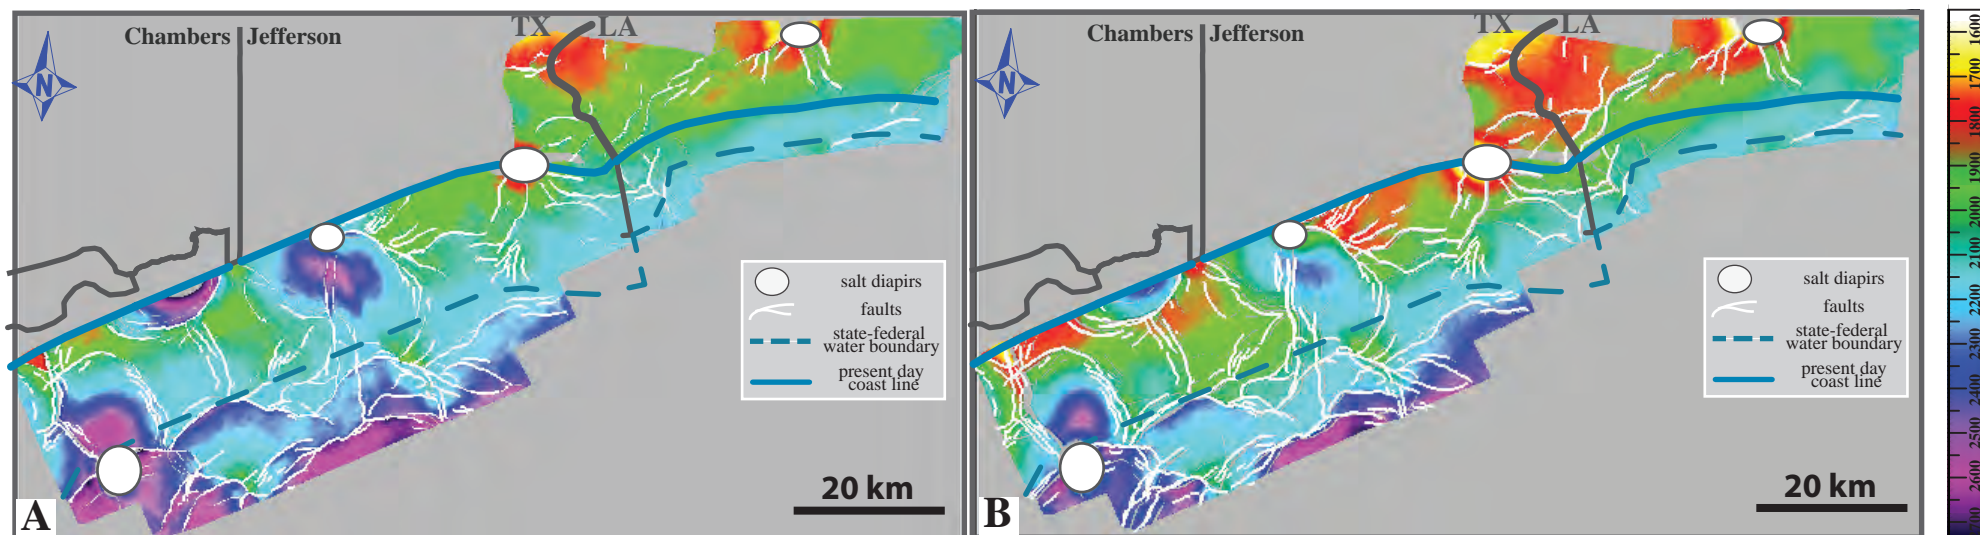 Chambers Jefferson
TX LA
N
salt diapirs
faults
state-federal
water boundary
present day
coast line
20 km
A
Chambers Jefferson
TX LA
N
salt diapirs
faults
state-federal
water boundary
present day
coast line
20 km
B
1600
1700
1800
1900
2000
2100
2200
2300
2400
2500
2600